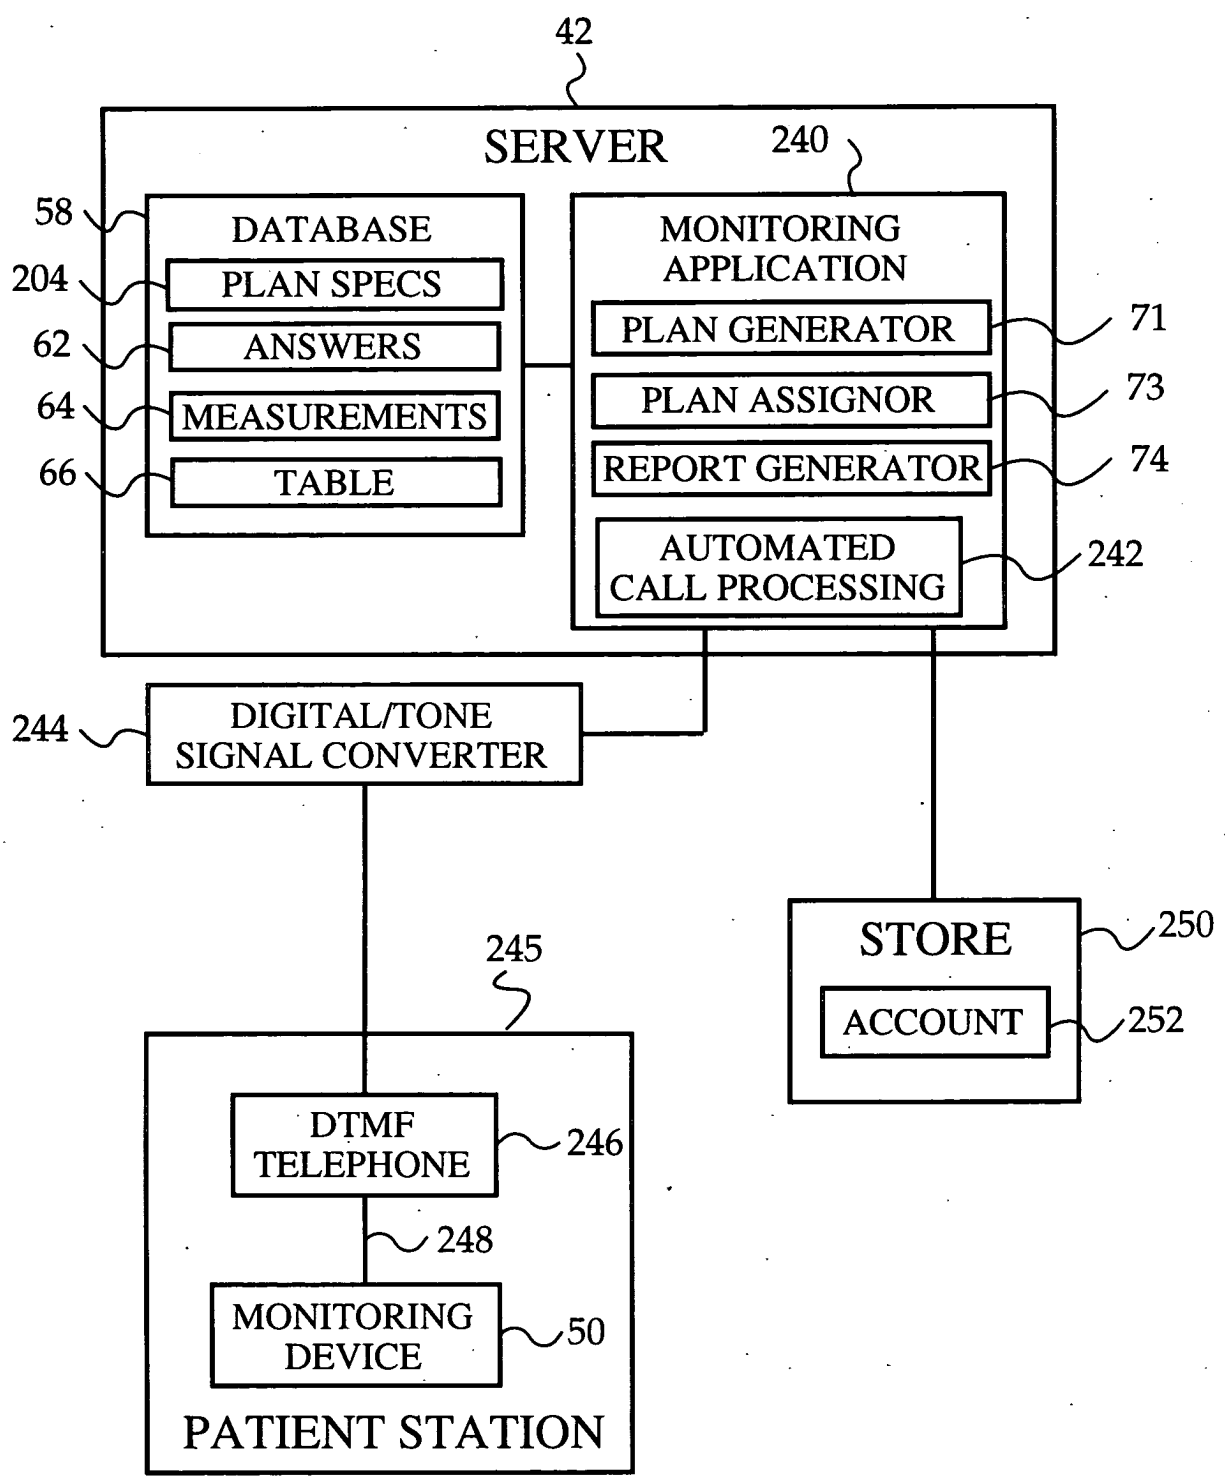 42
SERVER
240
58
DATABASE
204
PLAN SPECS
62
ANSWERS
64
MEASUREMENTS
66
TABLE
MONITORING
APPLICATION
PLAN GENERATOR
71
PLAN ASSIGNOR
73
REPORT GENERATOR
74
AUTOMATED
CALL PROCESSING
242
244
DIGITAL/TONE
SIGNAL CONVERTER
STORE
250
ACCOUNT
252
245
DTMF
TELEPHONE
246
248
MONITORING
DEVICE
50
PATIENT STATION